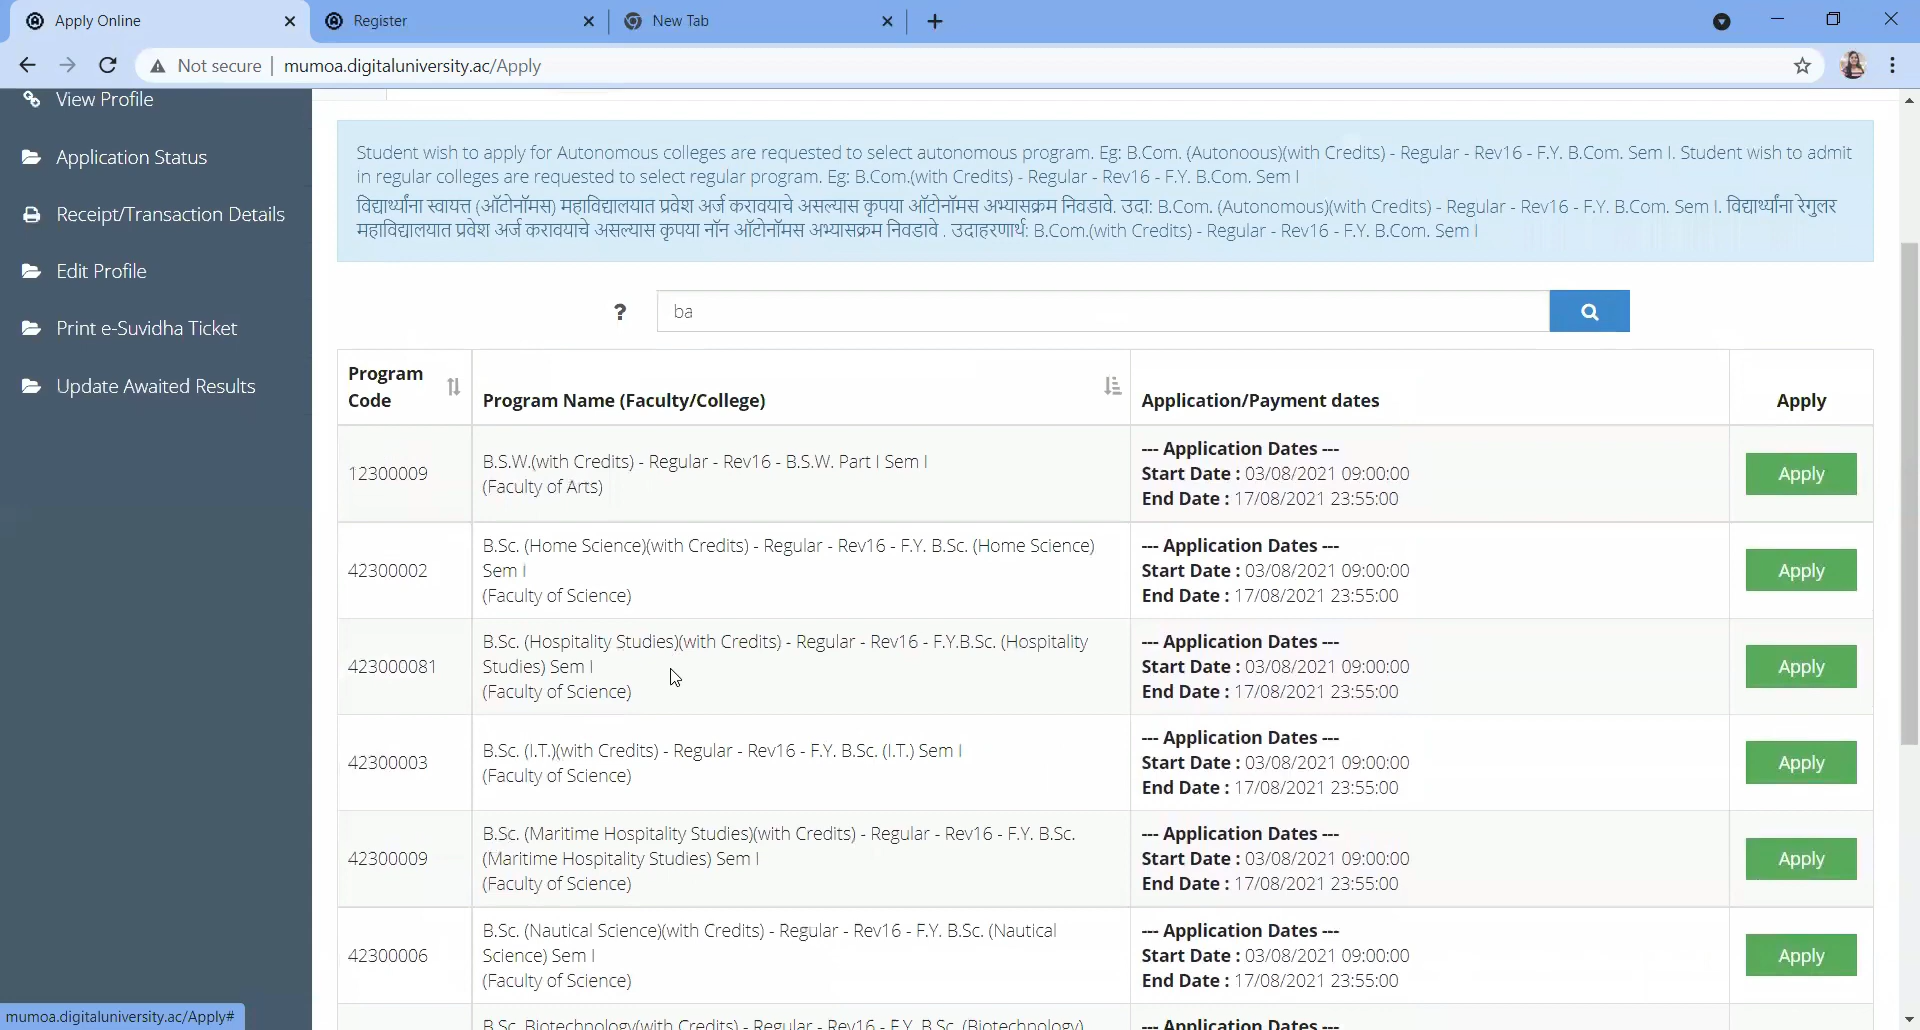 Apply Online
Register
New Tab
Not secure
mumoa.digitaluniversity.ac/Apply
View Profile
Application Status
Receipt/Transaction Details
Edit Profile
Print e-Suvidha Ticket
Update Awaited Results
Student wish to apply for Autonomous colleges are requested to select autonomous program. Eg: B.Com. (Autonoous)(with Credits) - Regular - Rev16 - F.Y. B.Com. Sem I. Student wish to admit
in regular colleges are requested to select regular program. Eg: B.Com.(with Credits) - Regular - Rev16 - F.Y. B.Com. Sem I
विद्यार्थ्यांना स्वायत्त (ऑटोनॉमस) महाविद्यालयात प्रवेश अर्ज करावयाचे असल्यास कृपया ऑटोनॉमस अभ्यासक्रम निवडावे. उदा: B.Com. (Autonomous)(with Credits) - Regular - Rev16 - F.Y. B.Com. Sem I. विद्यार्थ्यांना रेगुलर
महाविद्यालयात प्रवेश अर्ज करावयाचे असल्यास कृपया नॉन ऑटोनॉमस अभ्यासक्रम निवडावे . उदाहरणार्थ: B.Com.(with Credits) - Regular - Rev16 - F.Y. B.Com. Sem I
? ba
Program
Code
Program Name (Faculty/College)
Application/Payment dates
Apply
12300009
B.S.W.(with Credits) - Regular - Rev16 - B.S.W. Part I Sem I
(Faculty of Arts)
--- Application Dates ---
Start Date : 03/08/2021 09:00:00
End Date : 17/08/2021 23:55:00
Apply
42300002
B.Sc. (Home Science)(with Credits) - Regular - Rev16 - F.Y. B.Sc. (Home Science)
Sem I
(Faculty of Science)
--- Application Dates ---
Start Date : 03/08/2021 09:00:00
End Date : 17/08/2021 23:55:00
Apply
423000081
B.Sc. (Hospitality Studies)(with Credits) - Regular - Rev16 - F.Y.B.Sc. (Hospitality
Studies) Sem I
(Faculty of Science)
--- Application Dates ---
Start Date : 03/08/2021 09:00:00
End Date : 17/08/2021 23:55:00
Apply
42300003
B.Sc. (I.T.)(with Credits) - Regular - Rev16 - F.Y. B.Sc. (I.T.) Sem I
(Faculty of Science)
--- Application Dates ---
Start Date : 03/08/2021 09:00:00
End Date : 17/08/2021 23:55:00
Apply
42300009
B.Sc. (Maritime Hospitality Studies)(with Credits) - Regular - Rev16 - F.Y. B.Sc.
(Maritime Hospitality Studies) Sem I
(Faculty of Science)
--- Application Dates ---
Start Date : 03/08/2021 09:00:00
End Date : 17/08/2021 23:55:00
Apply
42300006
B.Sc. (Nautical Science)(with Credits) - Regular - Rev16 - F.Y. B.Sc. (Nautical
Science) Sem I
(Faculty of Science)
--- Application Dates ---
Start Date : 03/08/2021 09:00:00
End Date : 17/08/2021 23:55:00
Apply
B.Sc. Biotechnology(with Credits) - Regular - Rev16 - F.Y. B.Sc. (Biotechnology)
--- Application Dates ---
mumoa.digitaluniversity.ac/Apply#